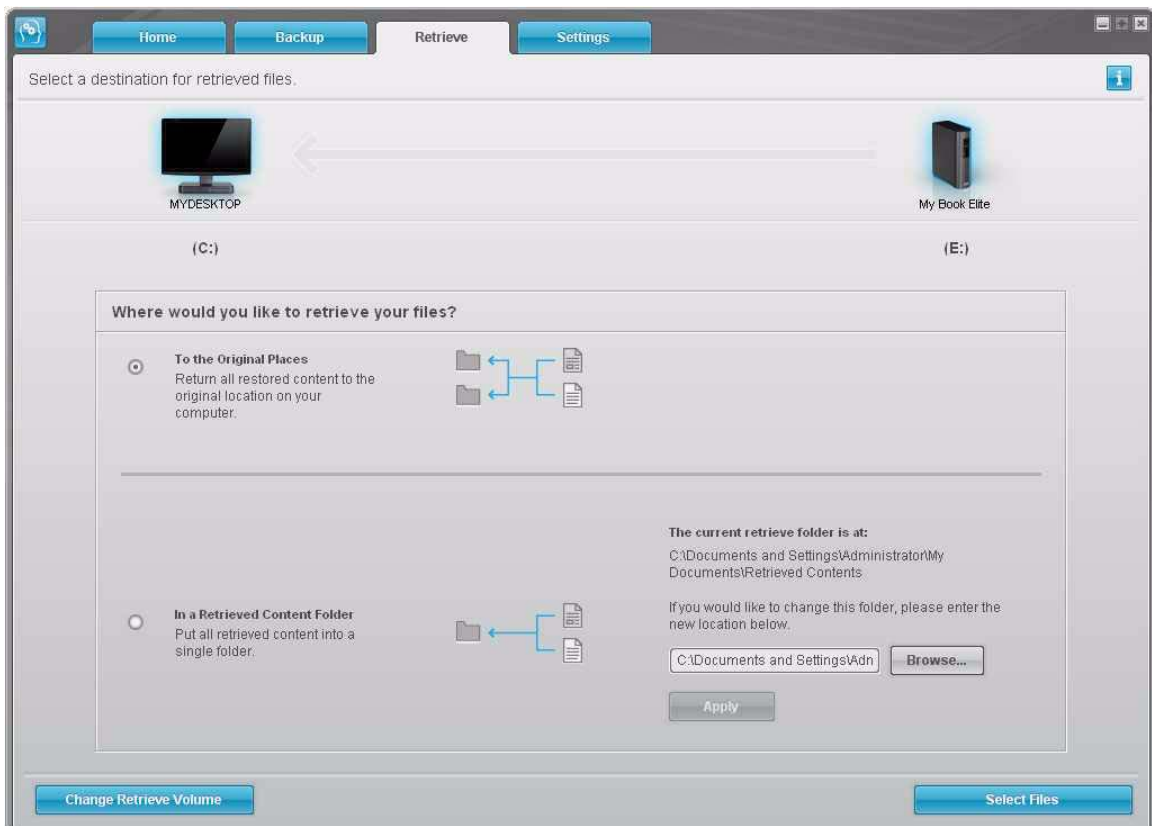 Home
Backup
Retrieve
Settings
Select a destination for retrieved files.
MYDESKTOP
My Book Elite
(C:)
(E:)
Where would you like to retrieve your files?
To the Original Places
Return all restored content to the
original location on your
computer.
The current retrieve folder is at:
C:\Documents and Settings\Administrator\My
Documents\Retrieved Contents
In a Retrieved Content Folder
Put all retrieved content into a
single folder.
If you would like to change this folder, please enter the
new location below.
C:\Documents and Settings\Adn
Browse...
Apply
Change Retrieve Volume
Select Files